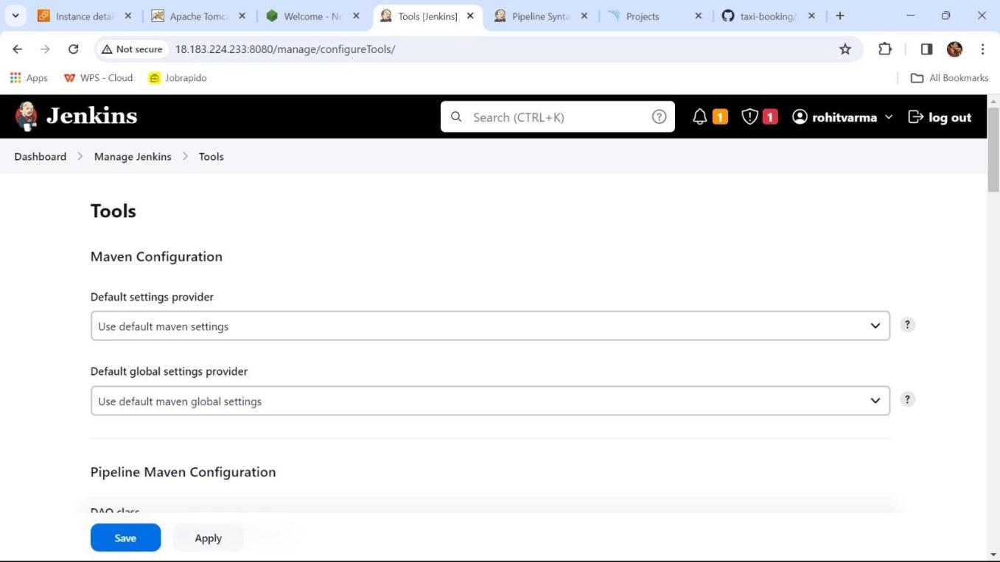 Instance detai
Apache Tomca
Welcome - Ne
Tools [Jenkins]
Pipeline Synta
Projects
taxi-booking/
Not secure
18.183.224.233:8080/manage/configureTools/
Apps
WPS - Cloud
Jobrapido
All Bookmarks
Jenkins
Search (CTRL+K)
?
1
1
rohitvarma
log out
Dashboard
Manage Jenkins
Tools
Tools
Maven Configuration
Default settings provider
Use default maven settings
?
Default global settings provider
Use default maven global settings
?
Pipeline Maven Configuration
DAO class
Save
Apply